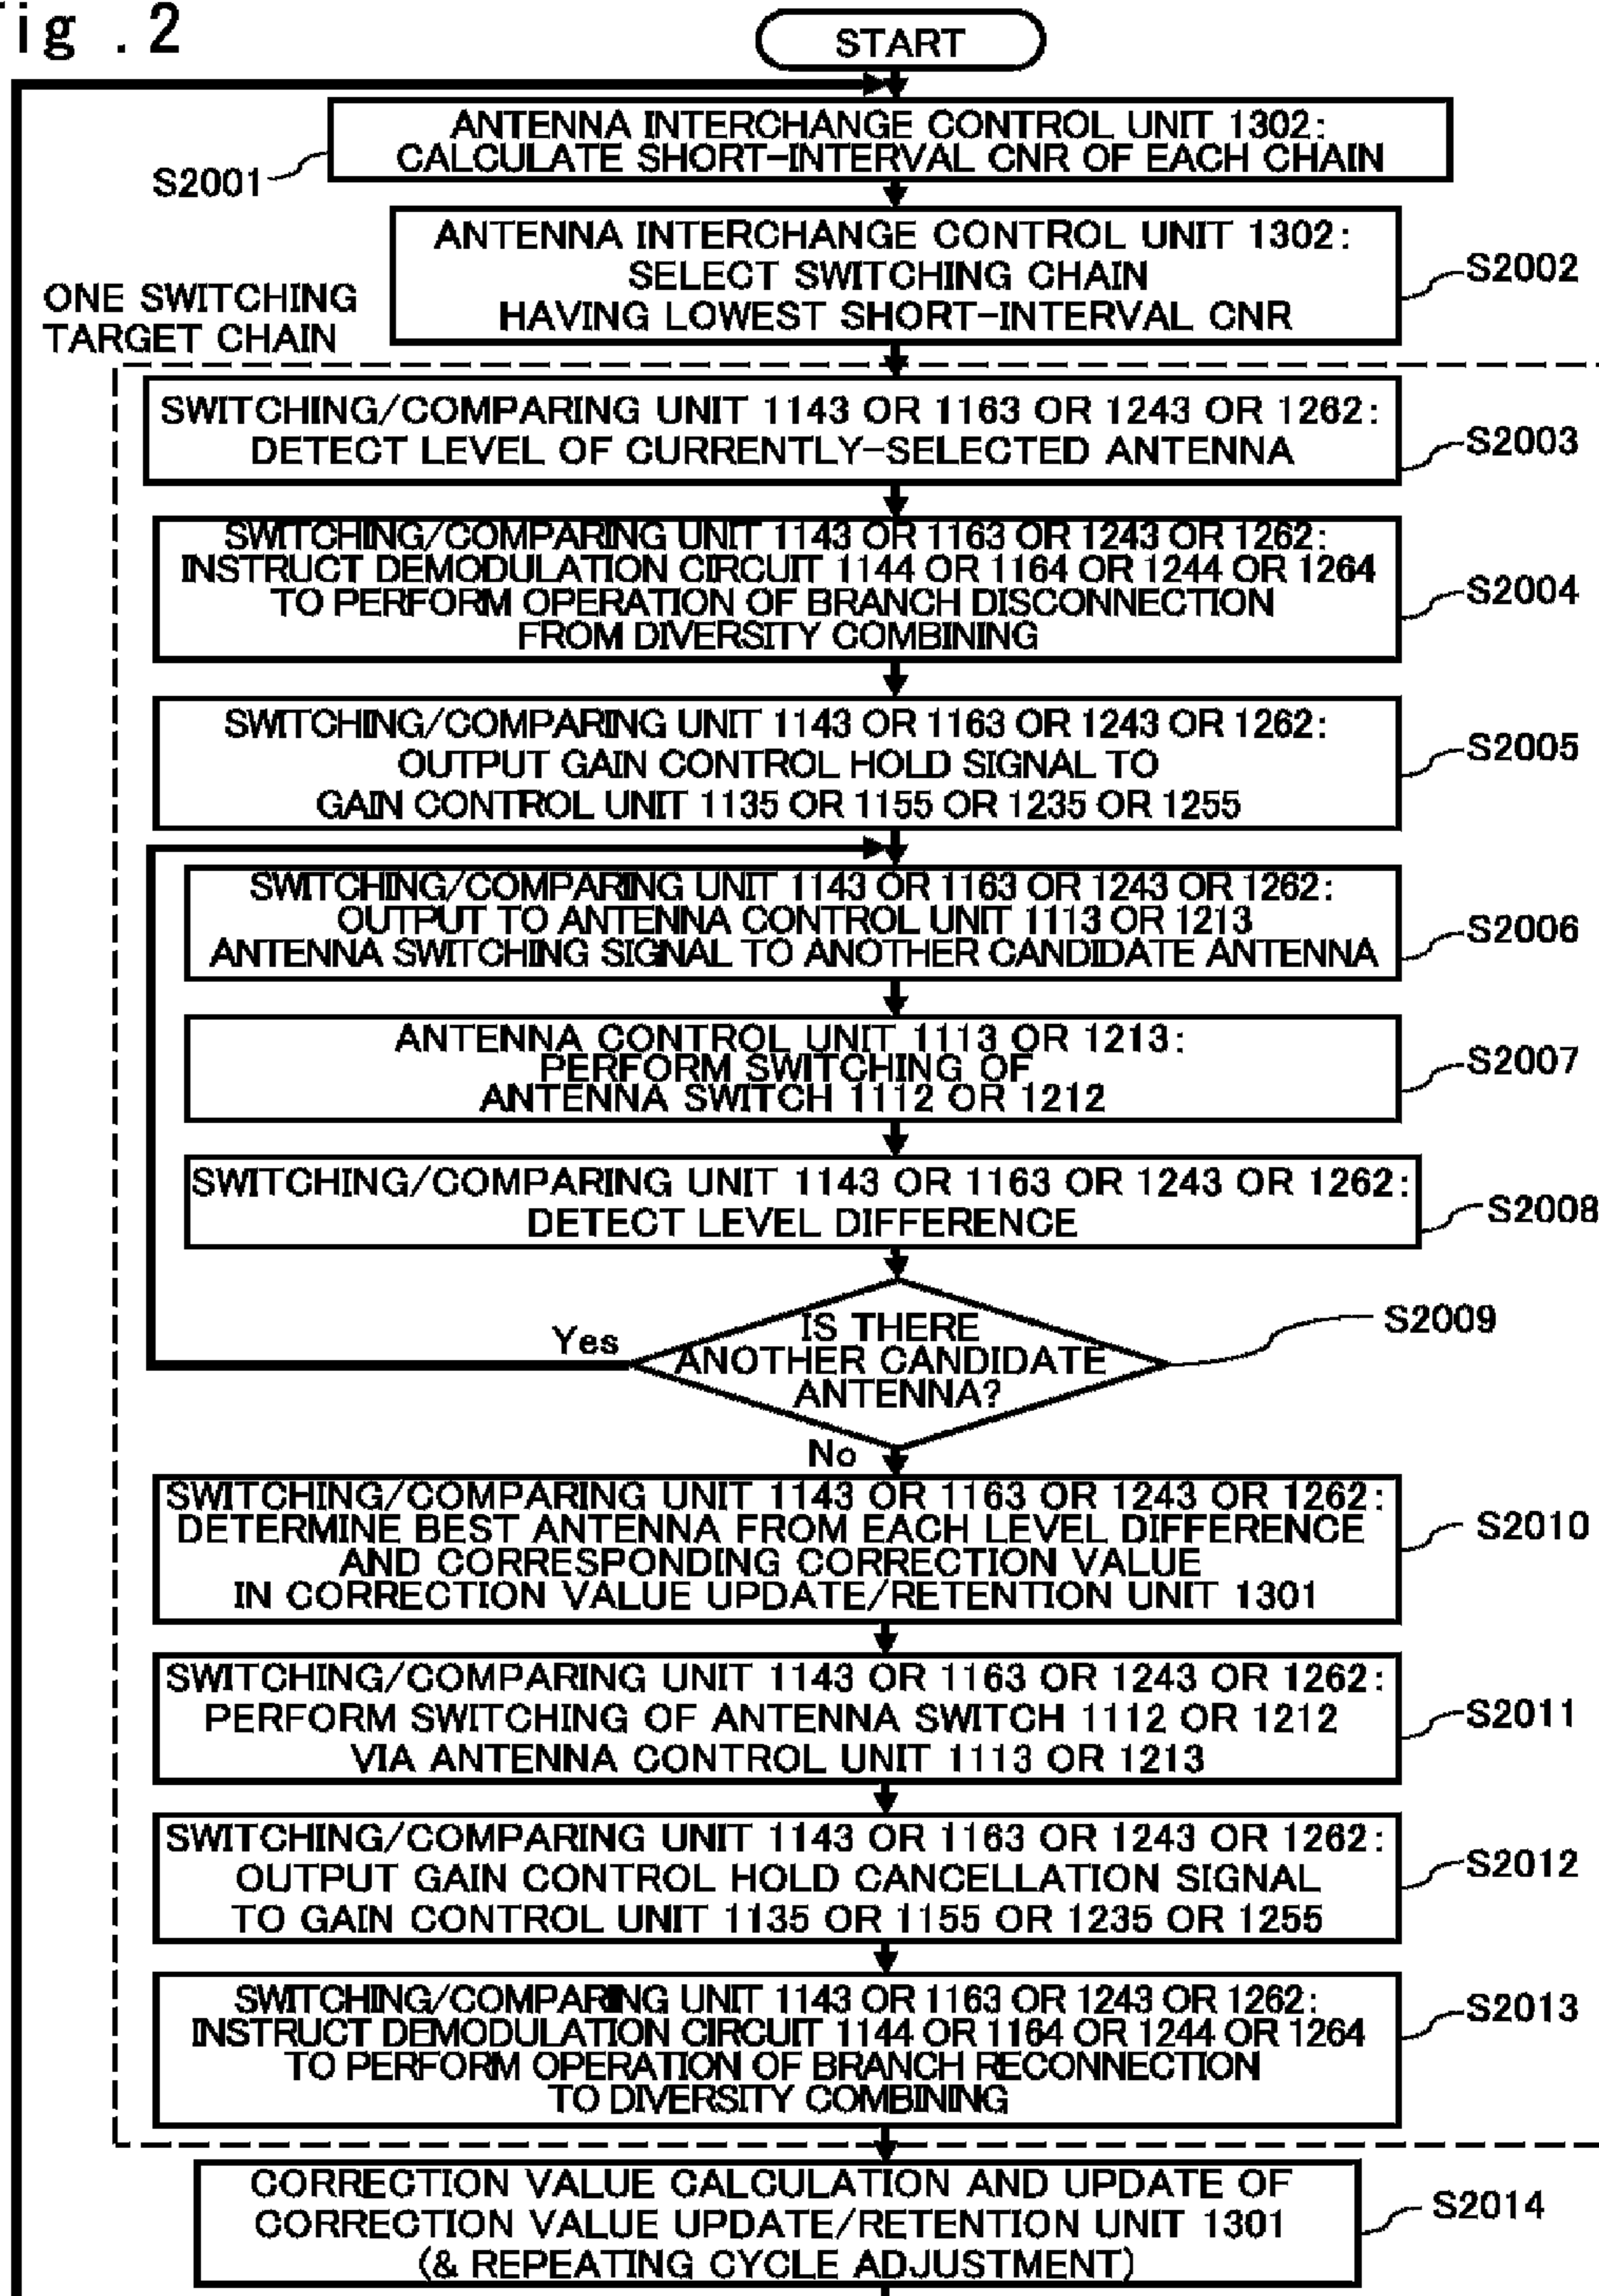 ig .2
START
ANTENNA INTERCHANGE CONTROL UNIT 1302:
CALCULATE SHORT-INTERVAL CNR OF EACH CHAIN
S2001
ANTENNA INTERCHANGE CONTROL UNIT 1302:
SELECT SWITCHING CHAIN
HAVING LOWEST SHORT-INTERVAL CNR
S2002
ONE SWITCHING
TARGET CHAIN
SWITCHING/COMPARING UNIT 1143 OR 1163 OR 1243 OR 1262:
DETECT LEVEL OF CURRENTLY-SELECTED ANTENNA
S2003
SWITCHING/COMPARING UNIT 1143 OR 1163 OR 1243 OR 1262:
INSTRUCT DEMODULATION CIRCUIT 1144 OR 1164 OR 1244 OR 1264
TO PERFORM OPERATION OF BRANCH DISCONNECTION
FROM DIVERSITY COMBINING
S2004
SWITCHING/COMPARING UNIT 1143 OR 1163 OR 1243 OR 1262:
OUTPUT GAIN CONTROL HOLD SIGNAL TO
GAIN CONTROL UNIT 1135 OR 1155 OR 1235 OR 1255
S2005
SWITCHING/COMPARING UNIT 1143 OR 1163 OR 1243 OR 1262:
OUTPUT TO ANTENNA CONTROL UNIT 1113 OR 1213
ANTENNA SWITCHING SIGNAL TO ANOTHER CANDIDATE ANTENNA
S2006
ANTENNA CONTROL UNIT 1113 OR 1213:
PERFORM SWITCHING OF
ANTENNA SWITCH 1112 OR 1212
S2007
SWITCHING/COMPARING UNIT 1143 OR 1163 OR 1243 OR 1262:
DETECT LEVEL DIFFERENCE
S2008
IS THERE
ANOTHER CANDIDATE
ANTENNA?
S2009
Yes
No
SWITCHING/COMPARING UNIT 1143 OR 1163 OR 1243 OR 1262:
DETERMINE BEST ANTENNA FROM EACH LEVEL DIFFERENCE
AND CORRESPONDING CORRECTION VALUE
IN CORRECTION VALUE UPDATE/RETENTION UNIT 1301
S2010
SWITCHING/COMPARING UNIT 1143 OR 1163 OR 1243 OR 1262:
PERFORM SWITCHING OF ANTENNA SWITCH 1112 OR 1212
VIA ANTENNA CONTROL UNIT 1113 OR 1213
S2011
SWITCHING/COMPARING UNIT 1143 OR 1163 OR 1243 OR 1262:
OUTPUT GAIN CONTROL HOLD CANCELLATION SIGNAL
TO GAIN CONTROL UNIT 1135 OR 1155 OR 1235 OR 1255
S2012
SWITCHING/COMPARING UNIT 1143 OR 1163 OR 1243 OR 1262:
INSTRUCT DEMODULATION CIRCUIT 1144 OR 1164 OR 1244 OR 1264
TO PERFORM OPERATION OF BRANCH RECONNECTION
TO DIVERSITY COMBINING
S2013
CORRECTION VALUE CALCULATION AND UPDATE OF
CORRECTION VALUE UPDATE/RETENTION UNIT 1301
(& REPEATING CYCLE ADJUSTMENT)
S2014